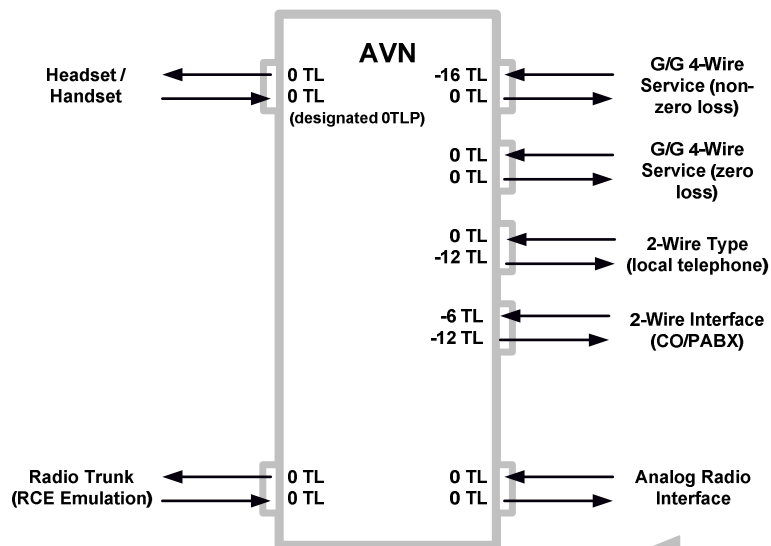 AVN
Headset /
Handset
0 TL
0 TL
(designated 0TLP)
-16 TL
0 TL
G/G 4-Wire
Service (non-
zero loss)
0 TL
0 TL
G/G 4-Wire
Service (zero
loss)
0 TL
-12 TL
2-Wire Type
(local telephone)
-6 TL
-12 TL
2-Wire Interface
(CO/PABX)
Radio Trunk
(RCE Emulation)
0 TL
0 TL
0 TL
0 TL
Analog Radio
Interface